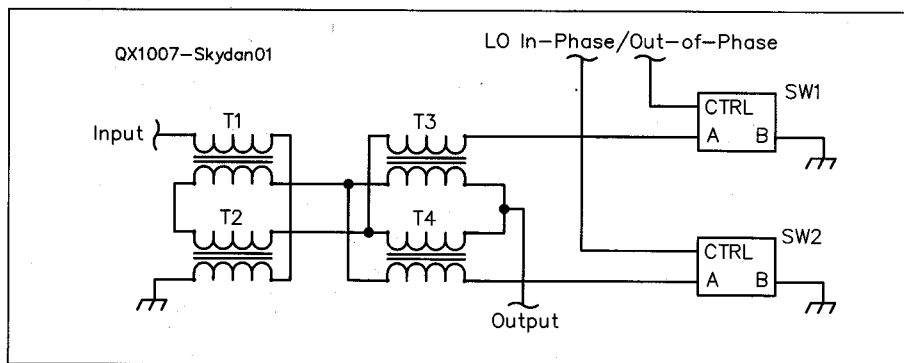 LO In-Phase/Out-of-Phase
QX1007-Skydan01
SW1
CTRL
A B
Input
T1
T3
T2
T4
SW2
CTRL
A B
Output